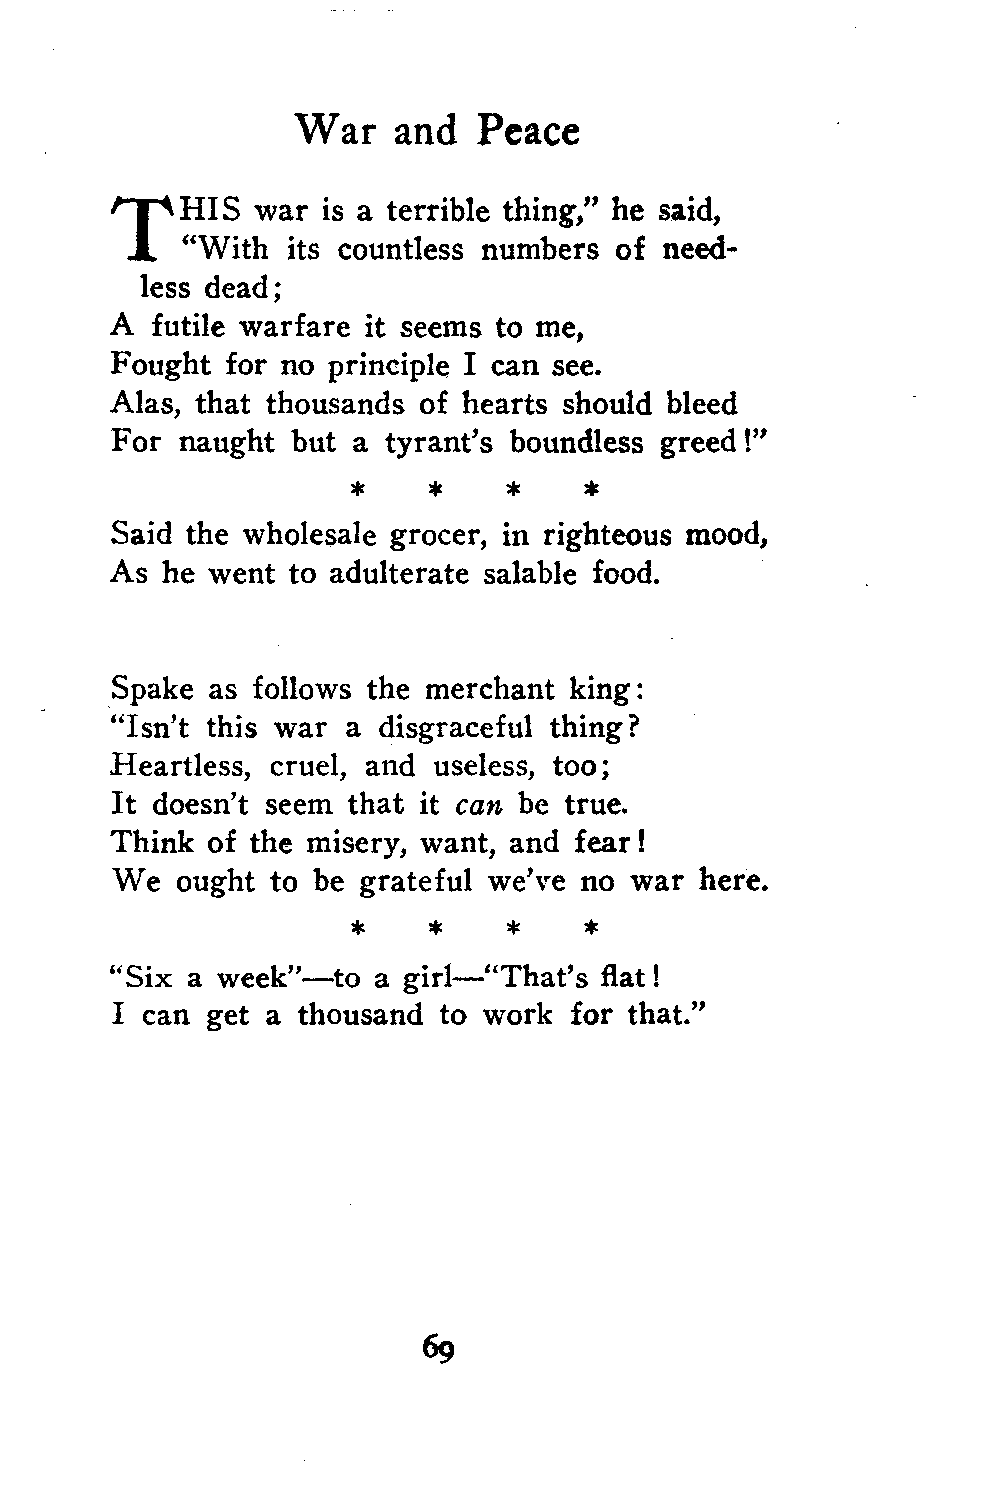 War and Peace
THIS war is a terrible thing,” he said,
“With its countless numbers of need-
less dead;
A futile warfare it seems to me,
Fought for no principle I can see.
Alas, that thousands of hearts should bleed
For naught but a tyrant’s boundless greed!”
* * * *
Said the wholesale grocer, in righteous mood,
As he went to adulterate salable food.
Spake as follows the merchant king:
“Isn’t this war a disgraceful thing?
Heartless, cruel, and useless, too;
It doesn’t seem that it can be true.
Think of the misery, want, and fear!
We ought to be grateful we’ve no war here.
* * * *
“Six a week”—to a girl—“That’s flat!
I can get a thousand to work for that.”
69